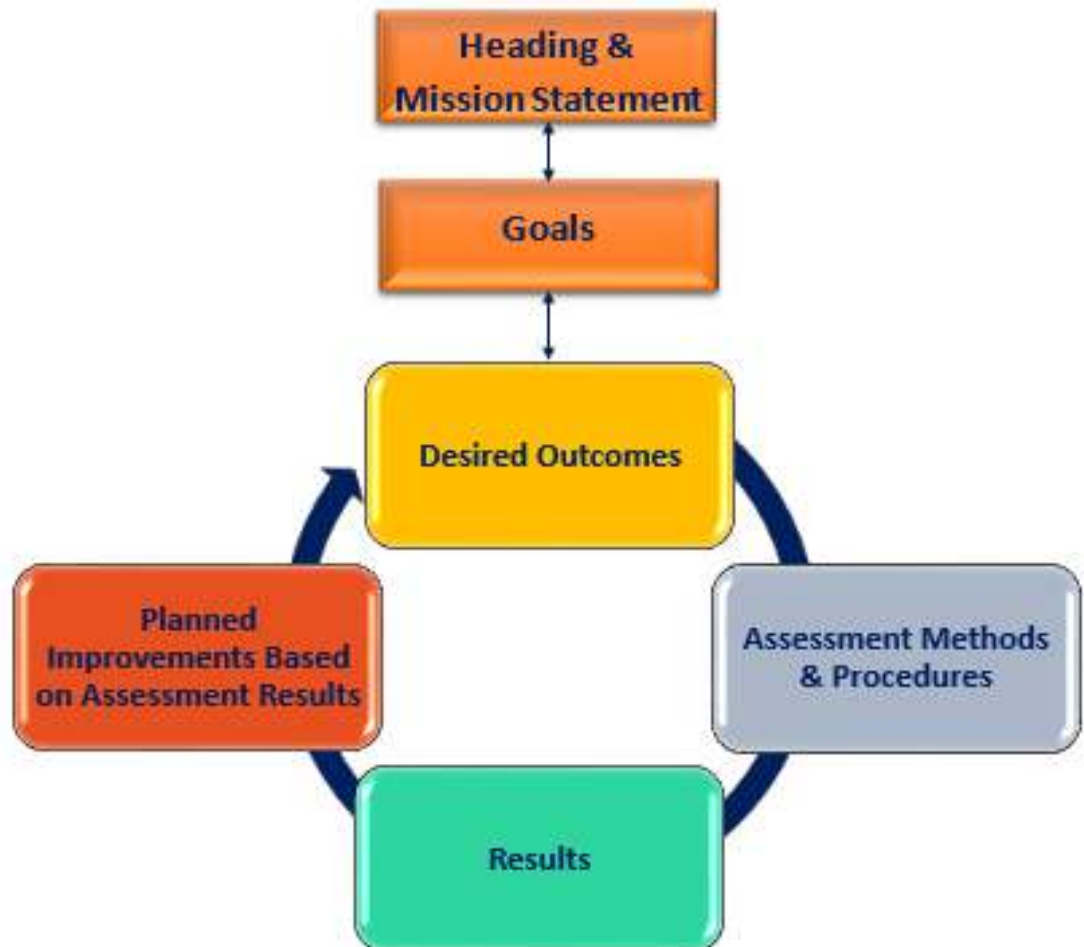 Heading &
Mission Statement
Goals
Desired Outcomes
Assessment Methods
& Procedures
Results
Planned
Improvements Based
on Assessment Results